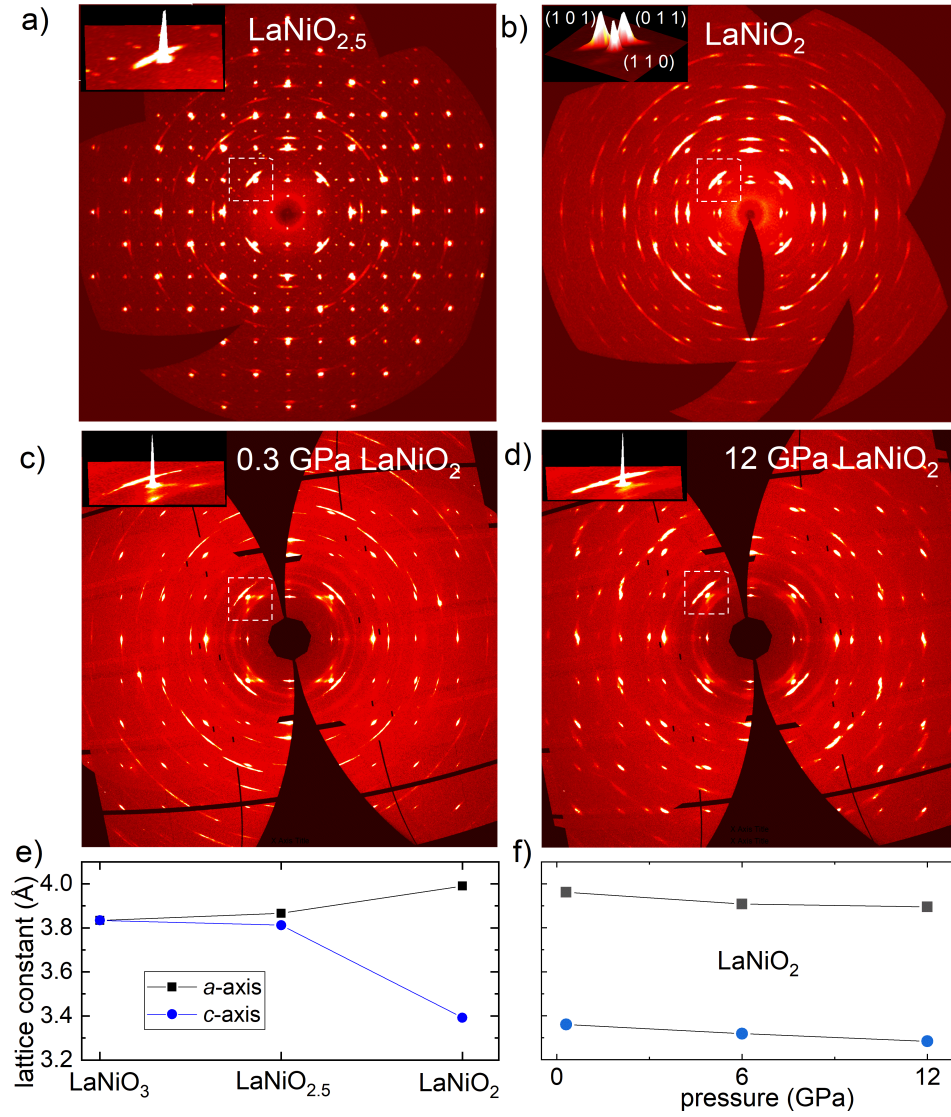 a)
LaNiO2.5
b)
(1 0 1)
(0 1 1)
(1 1 0)
LaNiO2
c)
0.3 GPa LaNiO2
d)
12 GPa LaNiO2
e)
lattice constant (Å)
4.0
3.8
3.6
3.4
3.2
a-axis
c-axis
LaNiO3
LaNiO2.5
LaNiO2
f)
LaNiO2
0
6
12
pressure (GPa)